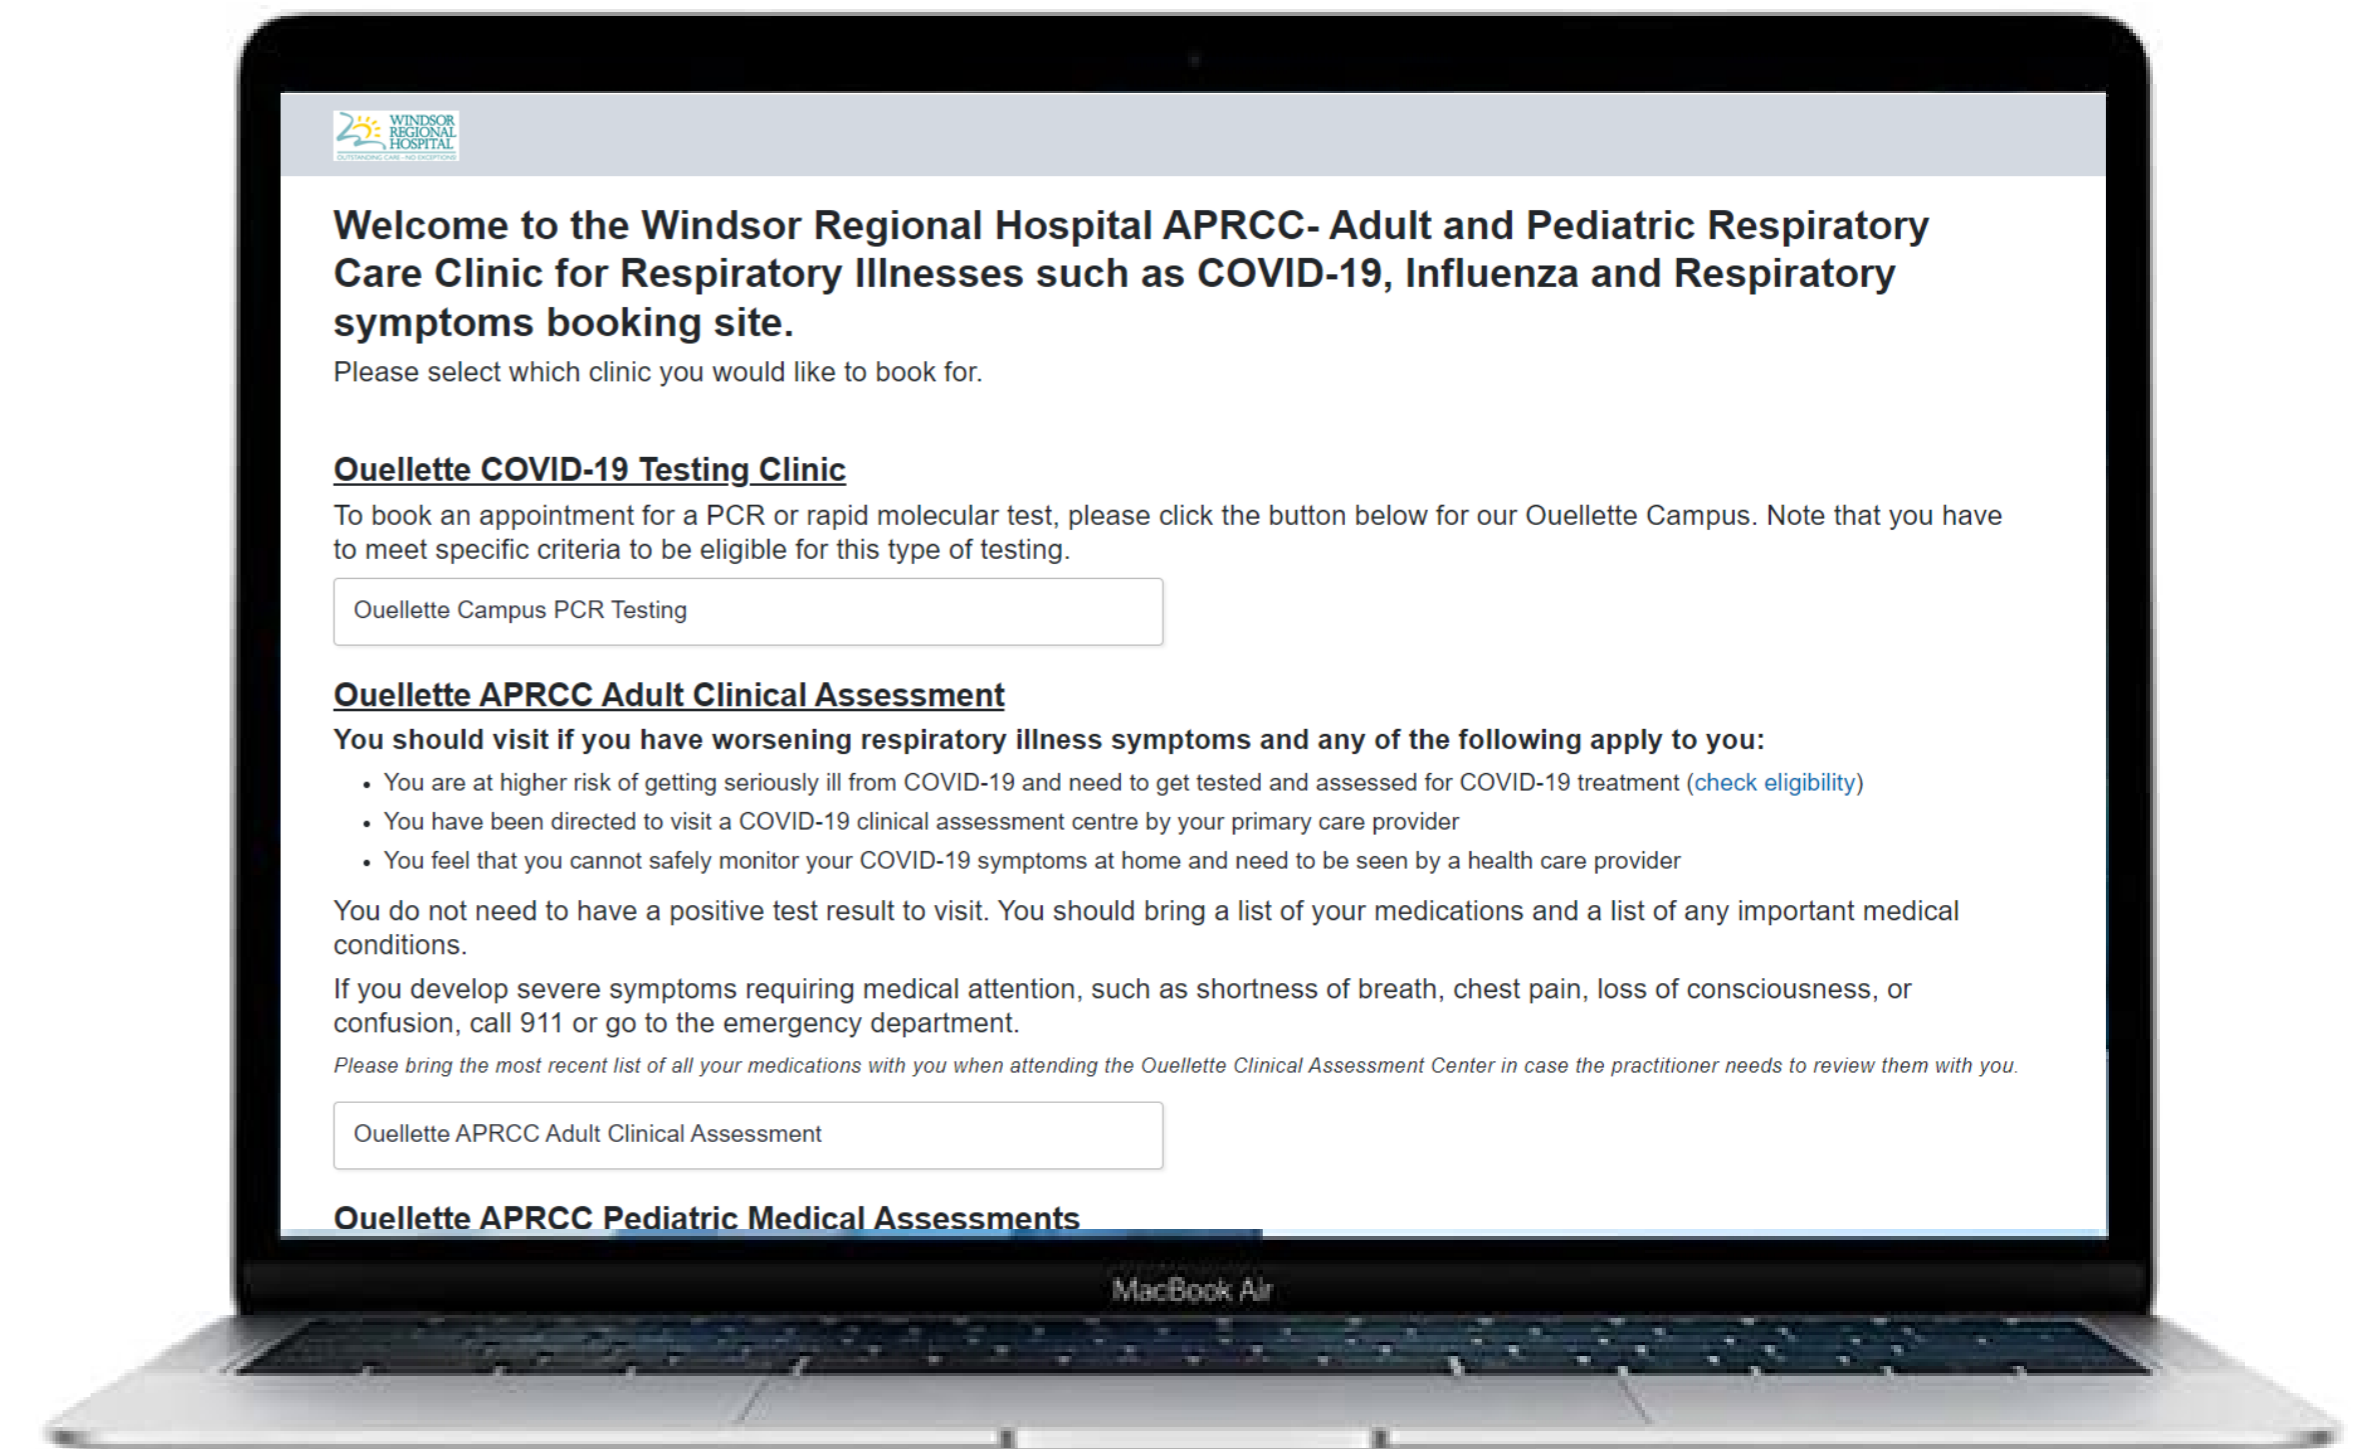 WINDSOR
REGIONAL
HOSPITAL
OUTSTANDING CARE - NO EXCEPTIONS!
Welcome to the Windsor Regional Hospital APRCC- Adult and Pediatric Respiratory
Care Clinic for Respiratory Illnesses such as COVID-19, Influenza and Respiratory
symptoms booking site.
Please select which clinic you would like to book for.
Ouellette COVID-19 Testing Clinic
To book an appointment for a PCR or rapid molecular test, please click the button below for our Ouellette Campus. Note that you have
to meet specific criteria to be eligible for this type of testing.
Ouellette Campus PCR Testing
Ouellette APRCC Adult Clinical Assessment
You should visit if you have worsening respiratory illness symptoms and any of the following apply to you:
• You are at higher risk of getting seriously ill from COVID-19 and need to get tested and assessed for COVID-19 treatment (check eligibility)
• You have been directed to visit a COVID-19 clinical assessment centre by your primary care provider
• You feel that you cannot safely monitor your COVID-19 symptoms at home and need to be seen by a health care provider
You do not need to have a positive test result to visit. You should bring a list of your medications and a list of any important medical
conditions.
If you develop severe symptoms requiring medical attention, such as shortness of breath, chest pain, loss of consciousness, or
confusion, call 911 or go to the emergency department.
Please bring the most recent list of all your medications with you when attending the Ouellette Clinical Assessment Center in case the practitioner needs to review them with you.
Ouellette APRCC Adult Clinical Assessment
Ouellette APRCC Pediatric Medical Assessments
MacBook Air